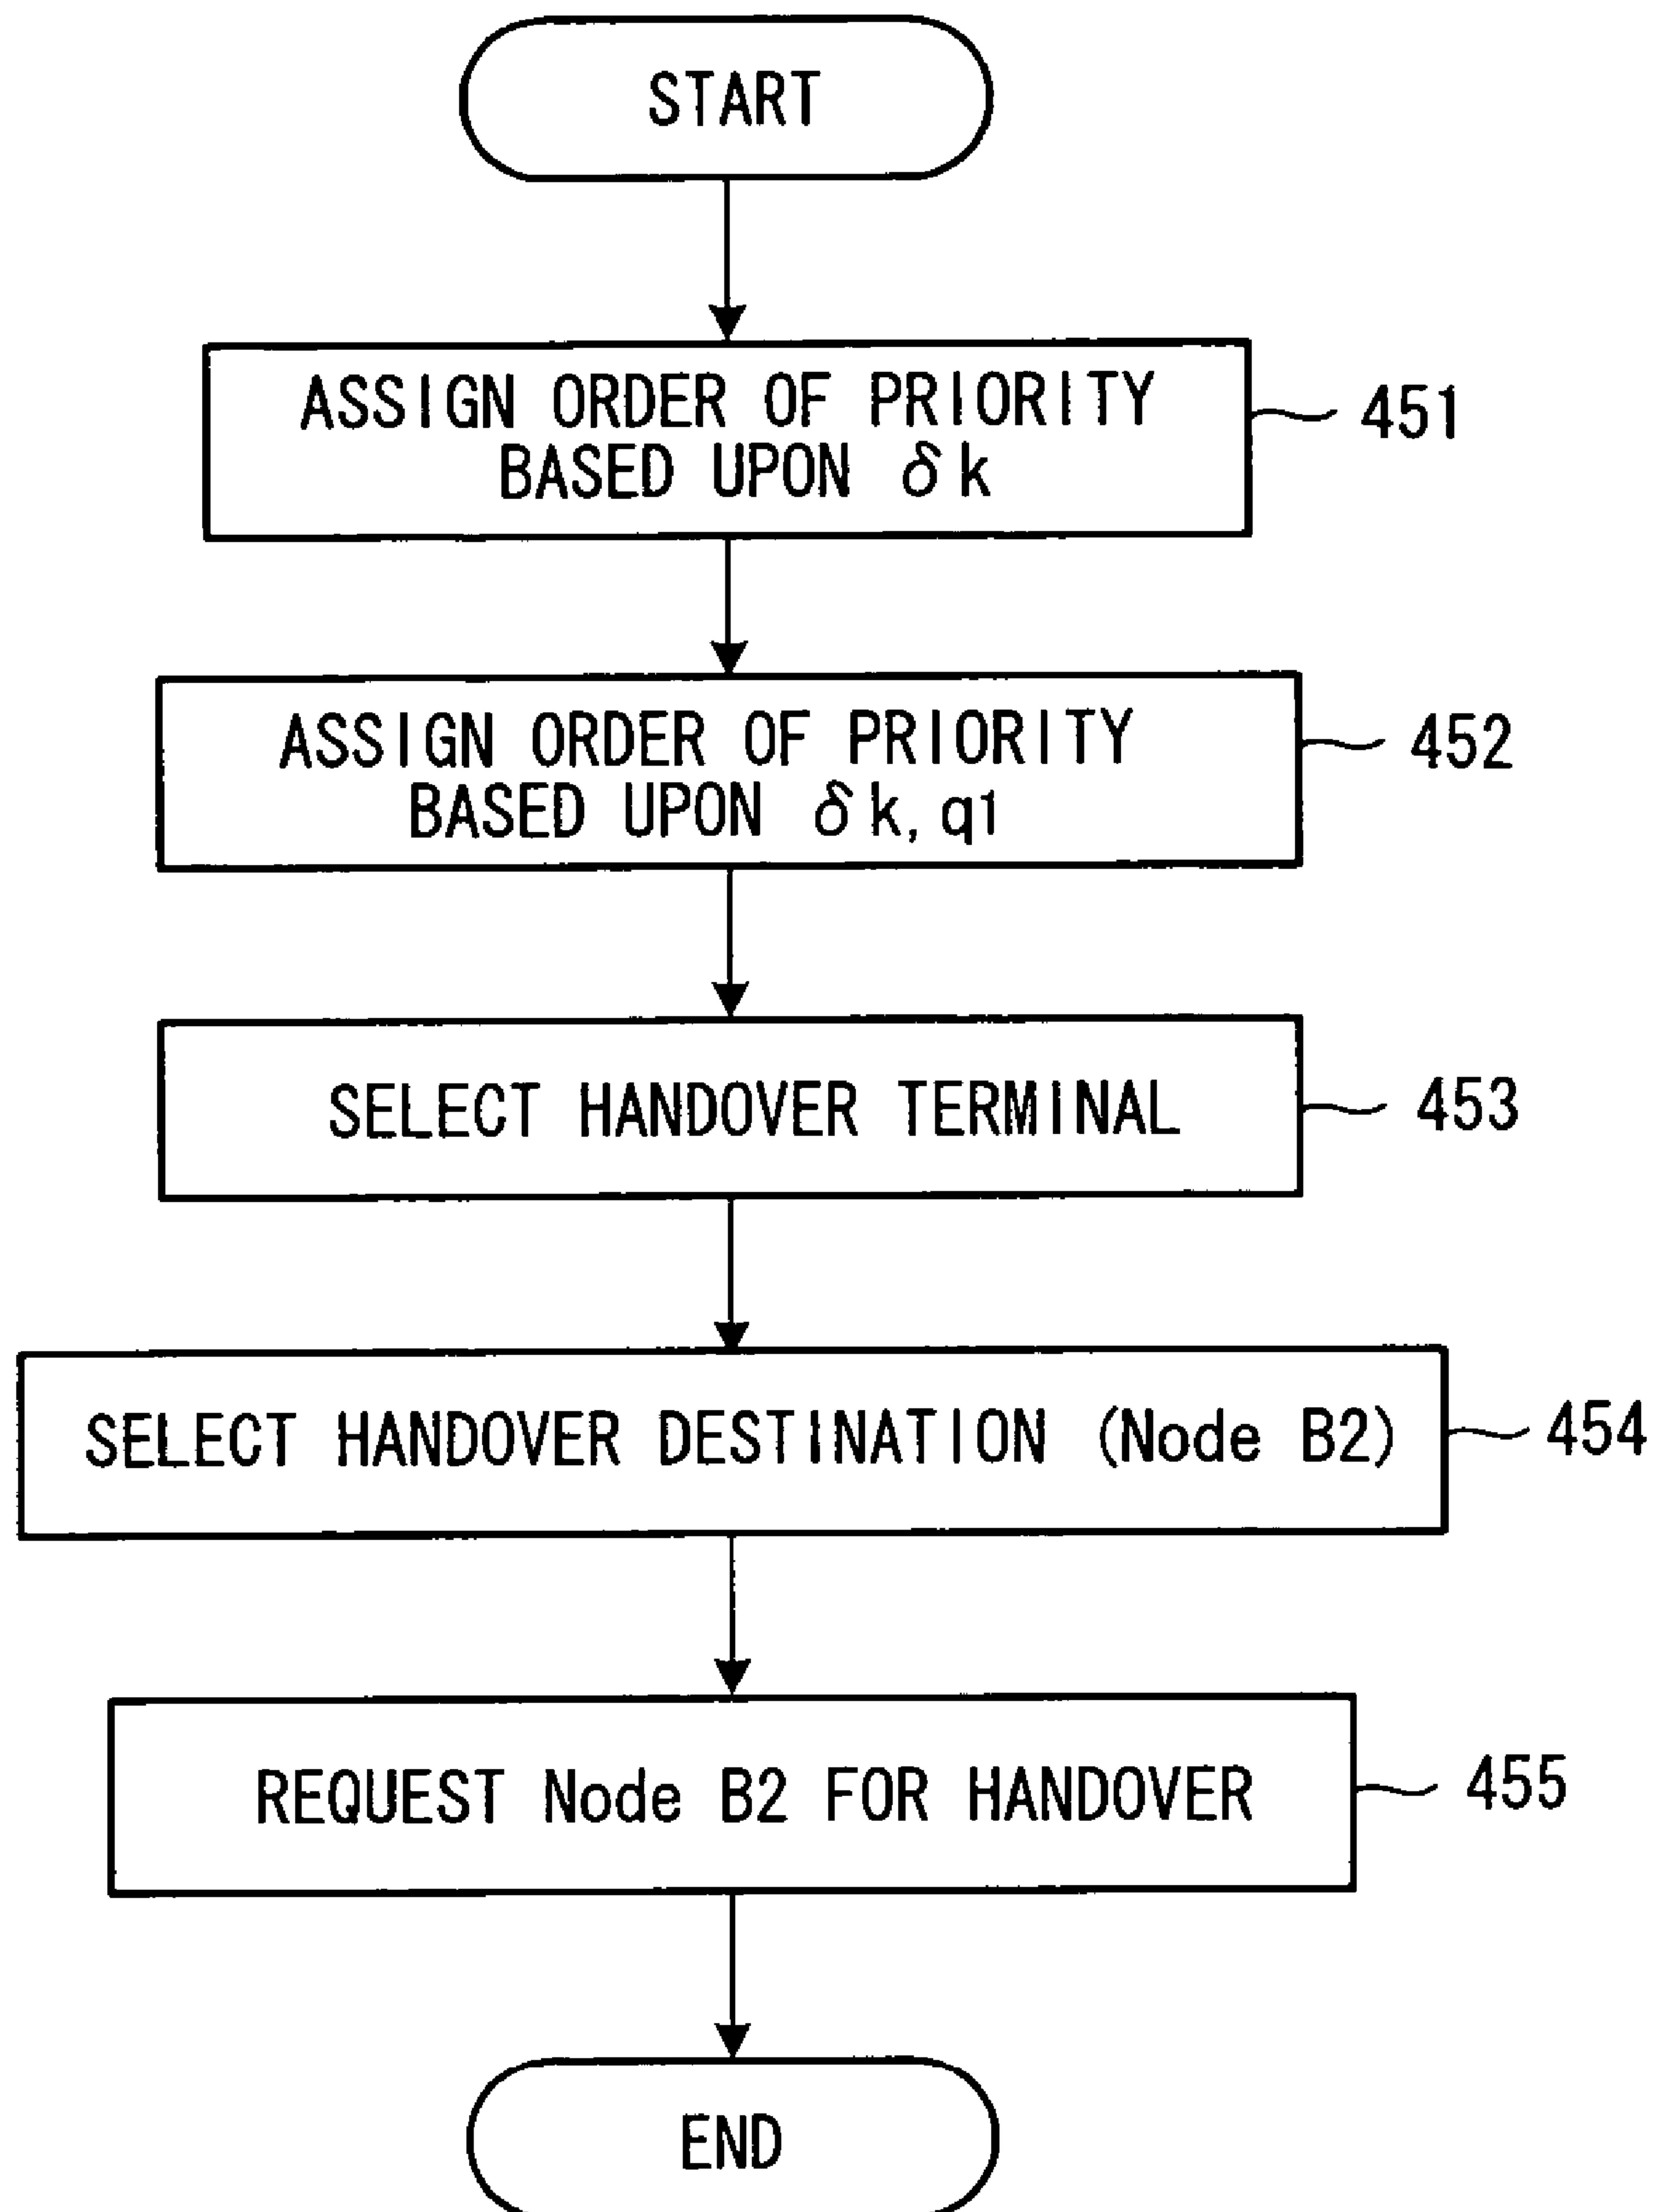 START
ASSIGN ORDER OF PRIORITY
BASED UPON δk
451
ASSIGN ORDER OF PRIORITY
BASED UPON δk, q1
452
SELECT HANDOVER TERMINAL
453
SELECT HANDOVER DESTINATION (Node B2)
454
REQUEST Node B2 FOR HANDOVER
455
END